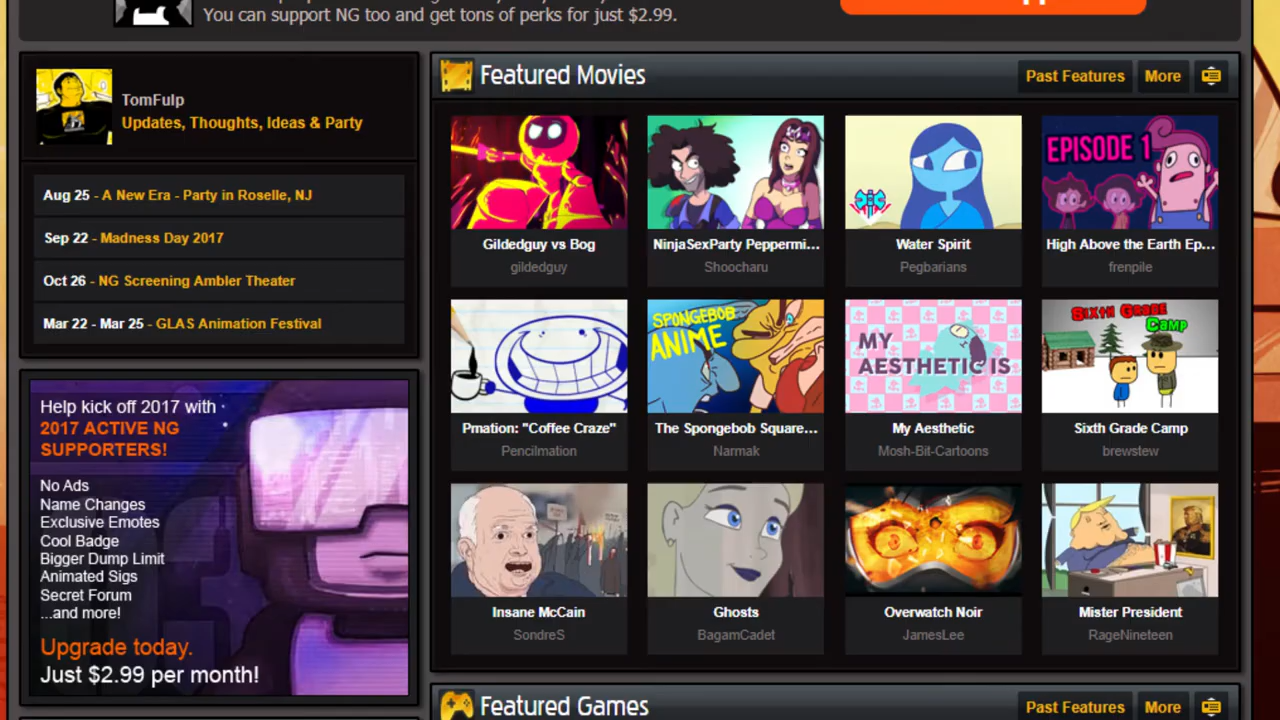 You can support NG too and get tons of perks for just $2.99.
TomFulp
Updates, Thoughts, Ideas & Party
Aug 25 - A New Era - Party in Roselle, NJ
Sep 22 - Madness Day 2017
Oct 26 - NG Screening Ambler Theater
Mar 22 - Mar 25 - GLAS Animation Festival
Help kick off 2017 with
2017 ACTIVE NG
SUPPORTERS!
No Ads
Name Changes
Exclusive Emotes
Cool Badge
Bigger Dump Limit
Animated Sigs
Secret Forum
...and more!
Upgrade today.
Just $2.99 per month!
Featured Movies
Past Features
More
EPISODE 1
Gildedguy vs Bog
gildedguy
NinjaSexParty Peppermi...
Shoocharu
Water Spirit
Pegbarians
High Above the Earth Ep...
frenpile
SPONGEBOB
ANIME
MY
AESTHETIC IS
SIXTH GRADE
CAMP
Pmation: "Coffee Craze"
Pencilmation
The Spongebob Square...
Narmak
My Aesthetic
Mosh-Bit-Cartoons
Sixth Grade Camp
brewstew
Insane McCain
SondreS
Ghosts
BagamCadet
Overwatch Noir
JamesLee
Mister President
RageNineteen
Featured Games
Past Features
More